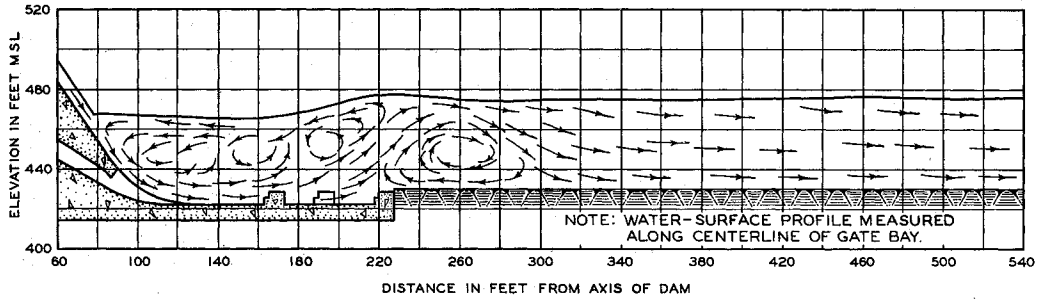 520
480
440
400
ELEVATION IN FEET MSL
NOTE: WATER-SURFACE PROFILE MEASURED
ALONG CENTERLINE OF GATE BAY.
60 100 140 180 220 260 300 340 380 420 460 500 540
DISTANCE IN FEET FROM AXIS OF DAM